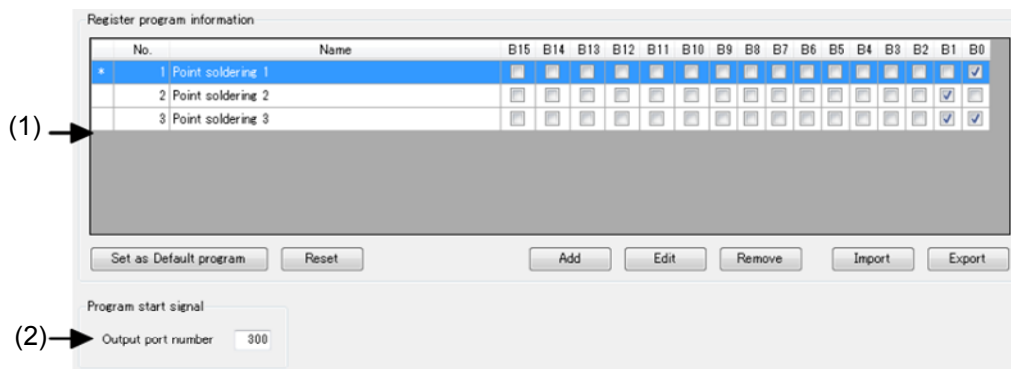 Register program information
No. Name B15 B14 B13 B12 B11 B10 B9 B8 B7 B6 B5 B4 B3 B2 B1 B0
* 1 Point soldering 1
2 Point soldering 2
3 Point soldering 3
(1)
Set as Default program Reset Add Edit Remove Import Export
Program start signal
(2) Output port number 300